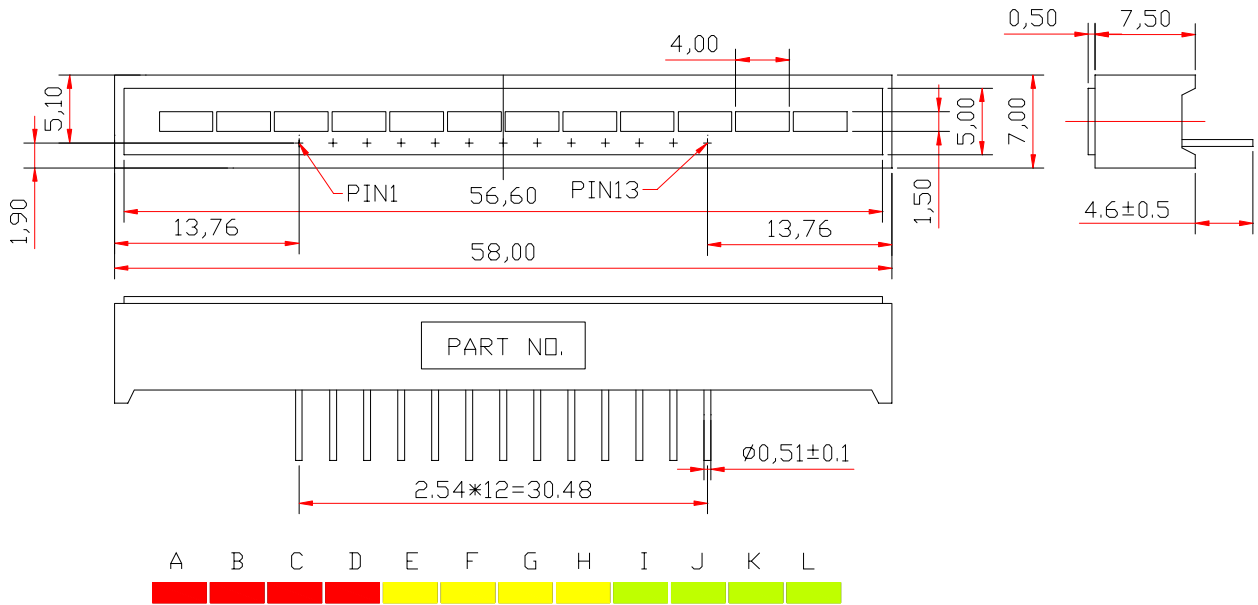 0,50
7,50
4,00
5,10
5,00
7,00
PIN1
PIN13
56,60
1,90
1,50
4.6±0.5
13,76
13,76
58,00
PART NO.
Ø0,51±0.1
2.54*12=30.48
A B C D E F G H I J K L